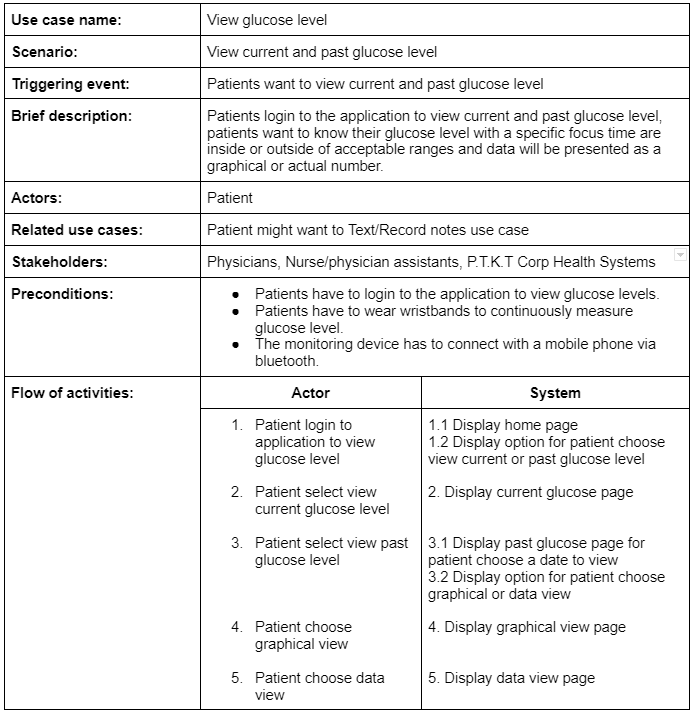 Use case name: View glucose level
Scenario: View current and past glucose level
Triggering event: Patients want to view current and past glucose level
Brief description: Patients login to the application to view current and past glucose level,
patients want to know their glucose level with a specific focus time are
inside or outside of acceptable ranges and data will be presented as a
graphical or actual number.
Actors: Patient
Related use cases: Patient might want to Text/Record notes use case
Stakeholders: Physicians, Nurse/physician assistants, P.T.K.T Corp Health Systems
Preconditions:
● Patients have to login to the application to view glucose levels.
● Patients have to wear wristbands to continuously measure
glucose level.
● The monitoring device has to connect with a mobile phone via
bluetooth.
Flow of activities:
Actor
System
1. Patient login to
application to view
glucose level
1.1 Display home page
1.2 Display option for patient choose
view current or past glucose level
2. Patient select view
current glucose level
2. Display current glucose page
3. Patient select view past
glucose level
3.1 Display past glucose page for
patient choose a date to view
3.2 Display option for patient choose
graphical or data view
4. Patient choose
graphical view
4. Display graphical view page
5. Patient choose data
view
5. Display data view page